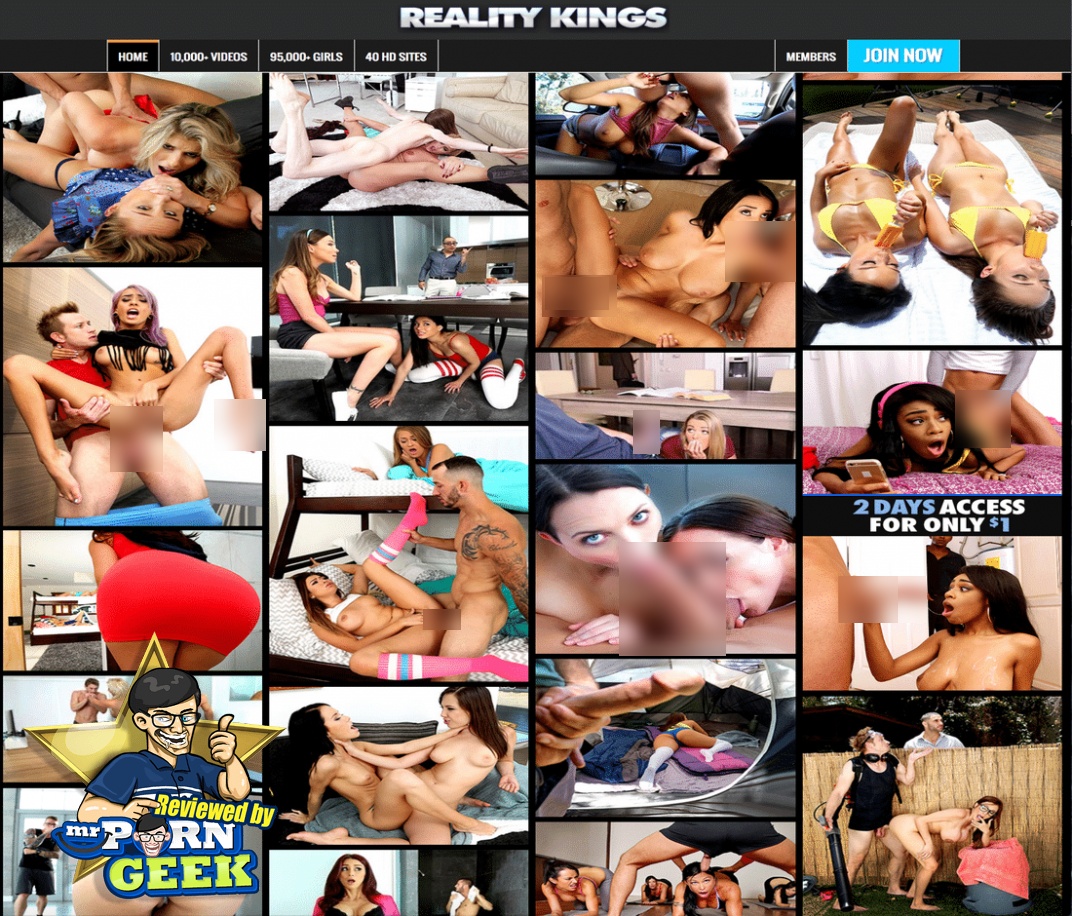 REALITY KINGS
HOME
10,000+ VIDEOS
95,000+ GIRLS
40 HD SITES
MEMBERS
JOIN NOW
2 DAYS ACCESS
FOR ONLY $1
Reviewed by
mr PORN
GEEK